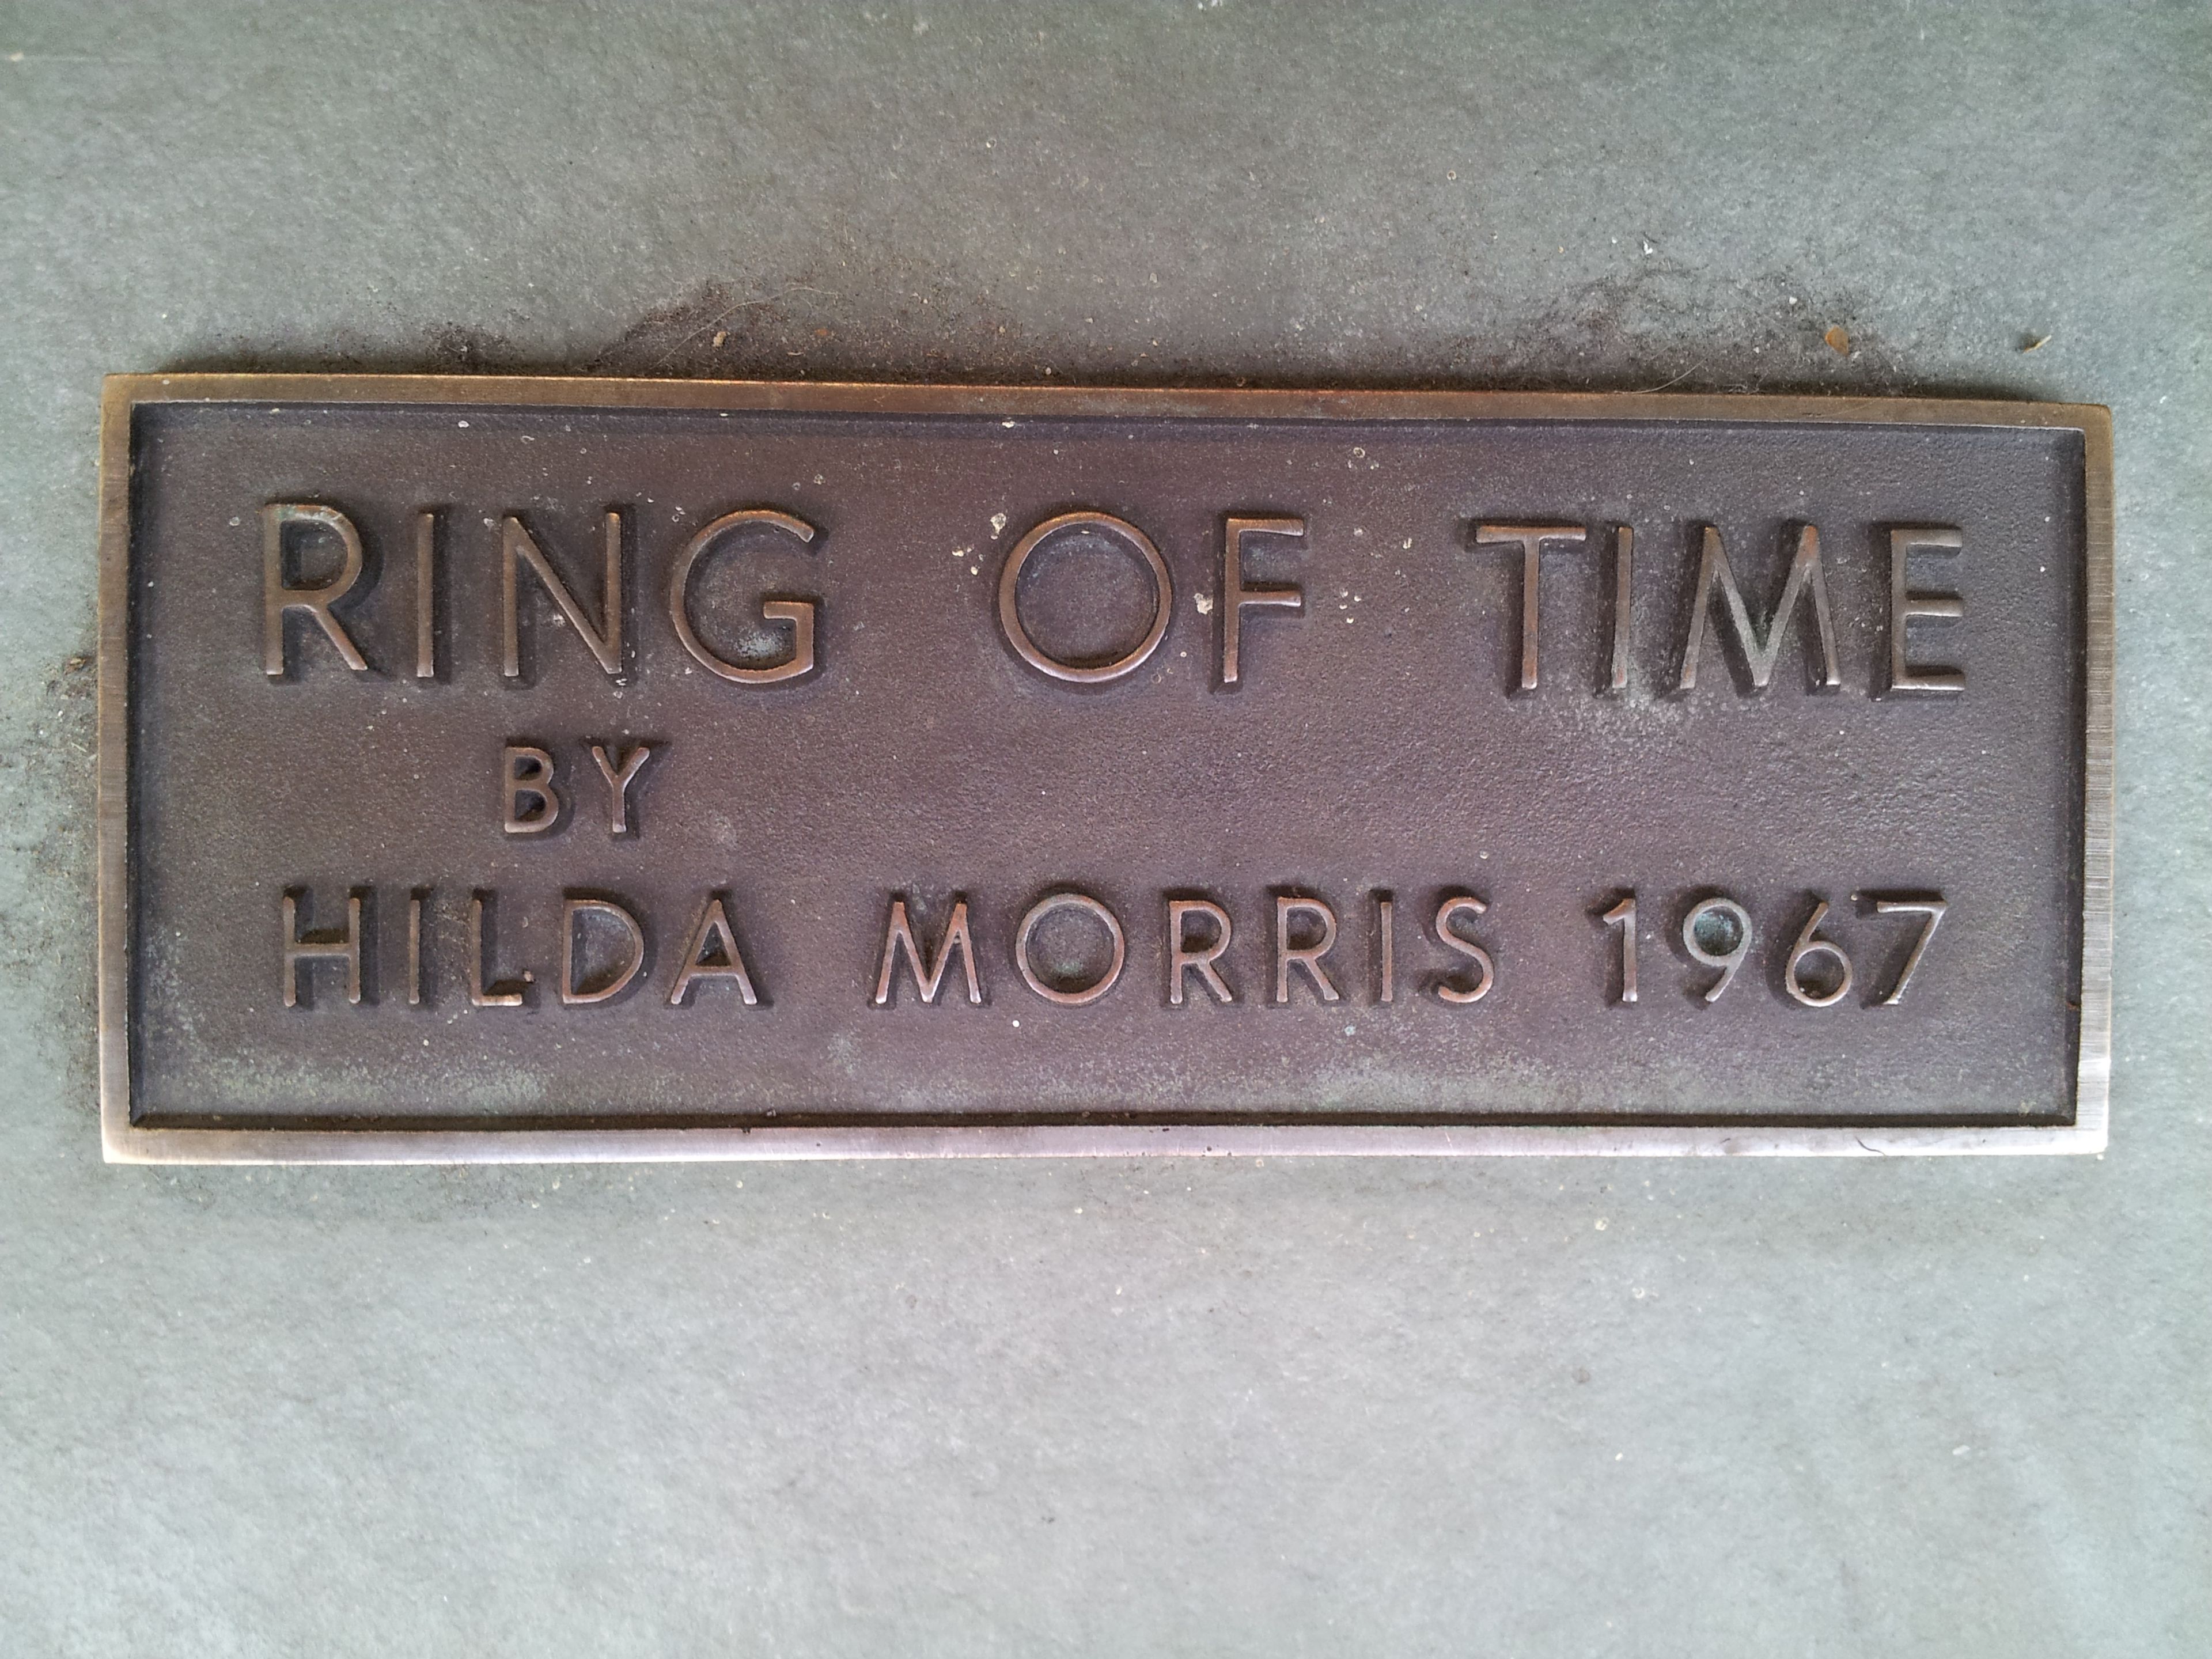 RING OF TIME
BY
HILDA MORRIS 1967